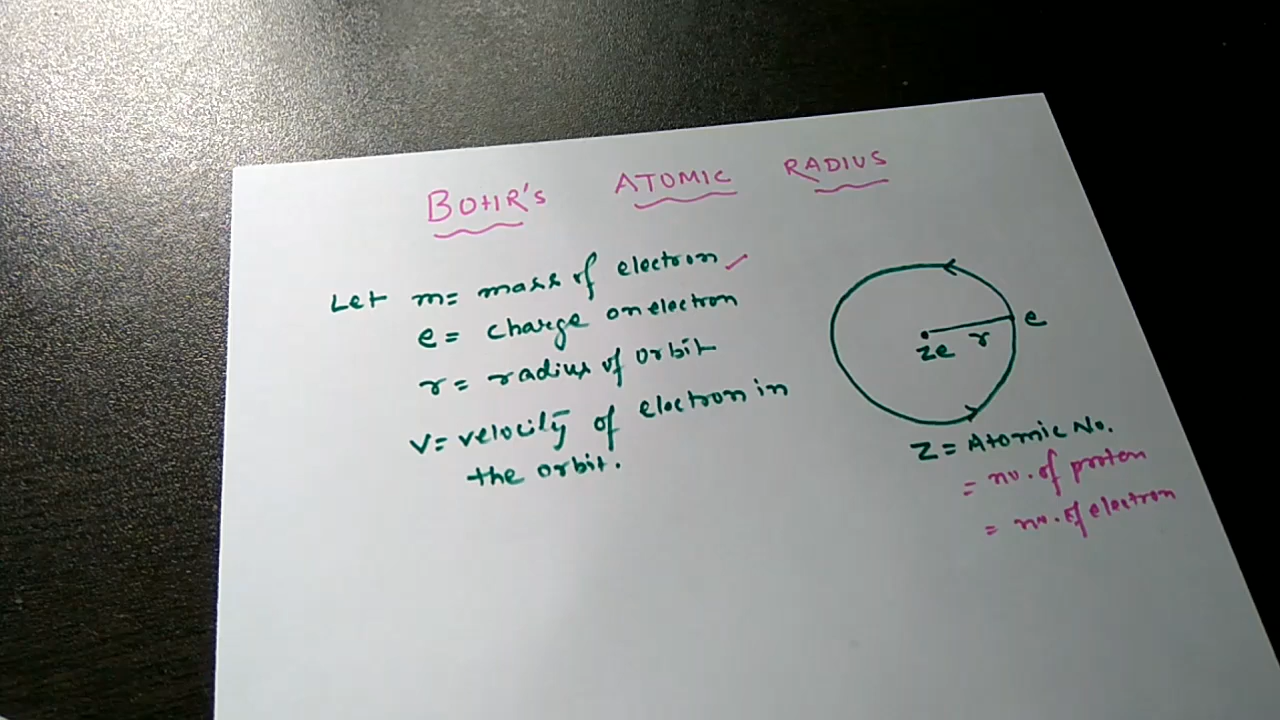 BOHR's ATOMIC RADIUS
Let m= mass of electron
e= charge on electron
r= radius of orbit
v= velocity of electron in
the orbit.
e
ze r
Z= Atomic No.
= no. of proton
= no. of electron